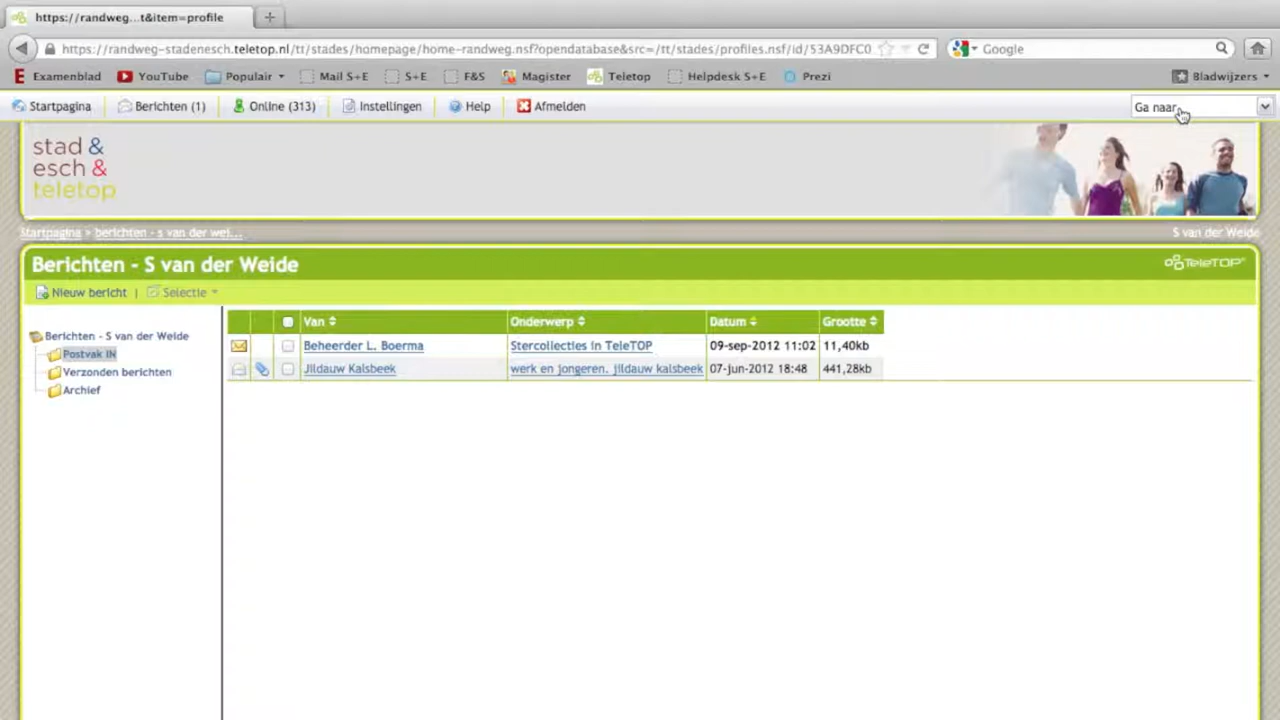 https://randweg...t&item=profile
https://randweg-stadenesch.teletop.nl/tt/stades/homepage/home-randweg.nsf?opendatabase&src=/tt/stades/profiles.nsf/id/53A9DFC0 Google
Examenblad YouTube Populair Mail S+E S+E F&S Magister Teletop Helpdesk S+E Prezi Bladwijzers
Startpagina Berichten (1) Online (313) Instellingen Help Afmelden Ga naar
stad &
esch &
teletop
Startpagina > berichten - s van der wei... S van der Weide
Berichten - S van der Weide TeleTOP
Nieuw bericht | Selectie
Van Onderwerp Datum Grootte
Berichten - S van der Weide
Postvak IN
Verzonden berichten
Archief
Beheerder L. Boerma Stercollecties in TeleTOP 09-sep-2012 11:02 11,40kb
Jildauw Kalsbeek werk en jongeren. jildauw kalsbeek 07-jun-2012 18:48 441,28kb